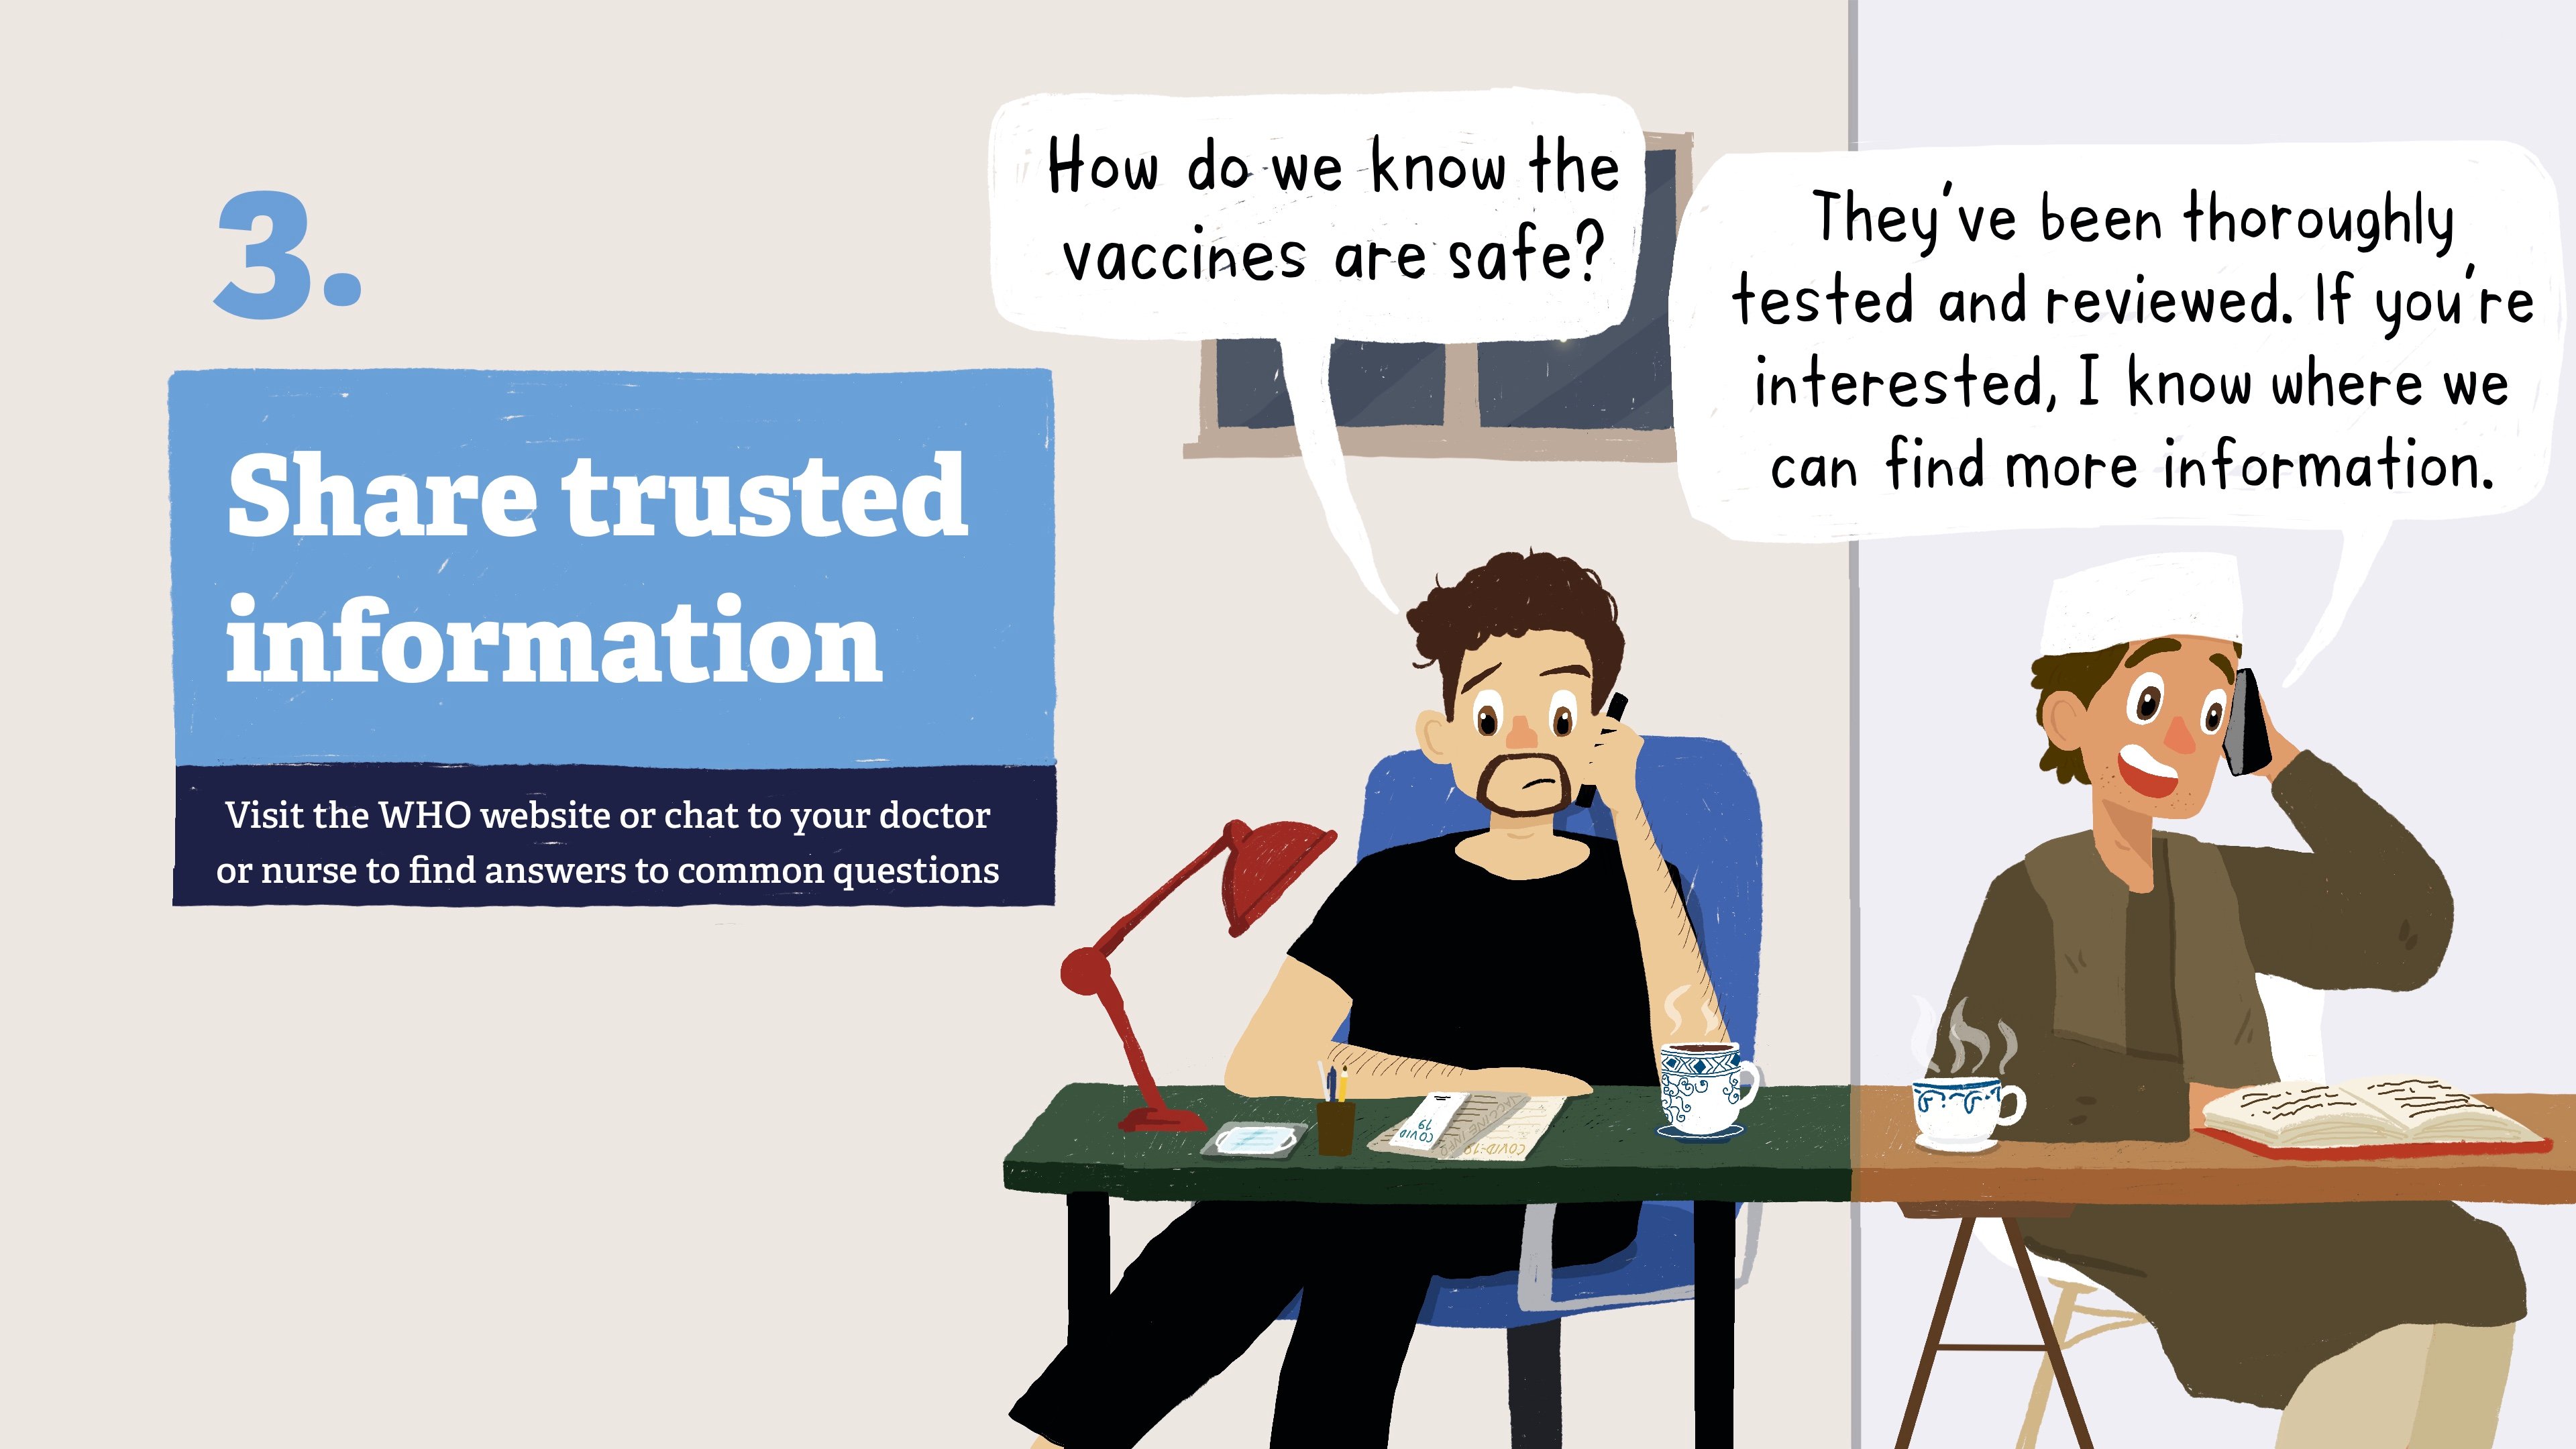 3.
Share trusted
information
Visit the WHO website or chat to your doctor
or nurse to find answers to common questions
How do we know the
vaccines are safe?
They've been thoroughly
tested and reviewed. If you're
interested, I know where we
can find more information.
COVID
19
VACCINE
COVID-19